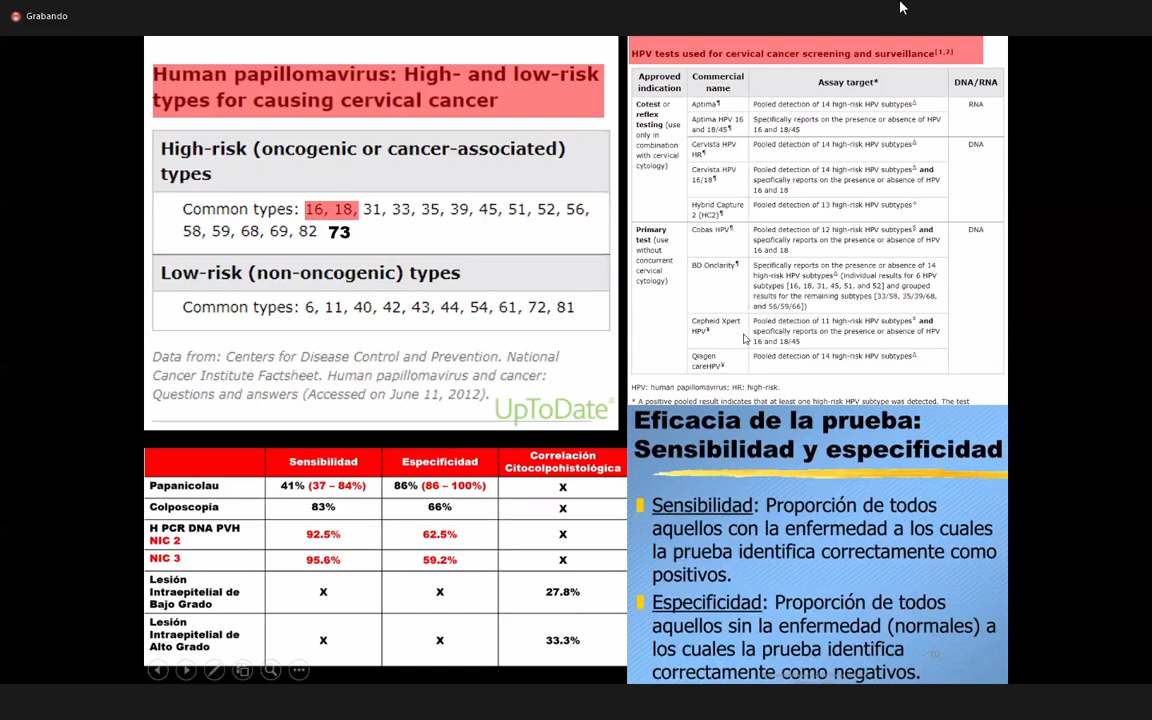 Grabando
Human papillomavirus: High- and low-risk
types for causing cervical cancer
High-risk (oncogenic or cancer-associated)
types
Common types: 16, 18, 31, 33, 35, 39, 45, 51, 52, 56,
58, 59, 68, 69, 82 73
Low-risk (non-oncogenic) types
Common types: 6, 11, 40, 42, 43, 44, 54, 61, 72, 81
Data from: Centers for Disease Control and Prevention. National
Cancer Institute Factsheet. Human papillomavirus and cancer:
Questions and answers (Accessed on June 11, 2012).
UpToDate®
HPV tests used for cervical cancer screening and surveillance[1,2]
Approved indication Commercial name Assay target* DNA/RNA
Cotest or
reflex
testing (use
only in
combination
with cervical
cytology)
Aptima¶ Pooled detection of 14 high-risk HPV subtypesΔ RNA
Aptima HPV 16
and 18/45¶
Specifically reports on the presence or absence of HPV
16 and 18/45
Cervista HPV
HR¶
Pooled detection of 14 high-risk HPV subtypesΔ DNA
Cervista HPV
16/18¶
Pooled detection of 14 high-risk HPV subtypesΔ and
specifically reports on the presence or absence of HPV
16 and 18
Hybrid Capture
2 (HC2)¶
Pooled detection of 13 high-risk HPV subtypes◊
Primary
test (use
without
concurrent
cervical
cytology)
Cobas HPV¶
Pooled detection of 12 high-risk HPV subtypes§ and
specifically reports on the presence or absence of HPV
16 and 18
DNA
BD Onclarity¶
Specifically reports on the presence or absence of 14
high-risk HPV subtypesΔ (individual results for 6 HPV
subtypes [16, 18, 31, 45, 51, and 52] and grouped
results for the remaining subtypes [33/58, 35/39/68,
and 56/59/66])
Cepheid Xpert
HPV¥
Pooled detection of 11 high-risk HPV subtypes‡ and
specifically reports on the presence or absence of HPV
16 and 18/45
Qiagen
careHPV¥
Pooled detection of 14 high-risk HPV subtypesΔ
HPV: human papillomavirus; HR: high-risk.
* A positive pooled result indicates that at least one high-risk HPV subtype was detected. The test
Sensibilidad Especificidad Correlación
Citocolpohistológica
Papanicolau 41% (37 – 84%) 86% (86 – 100%) X
Colposcopía 83% 66% X
H PCR DNA PVH
NIC 2
92.5% 62.5% X
NIC 3 95.6% 59.2% X
Lesión
Intraepitelial de
Bajo Grado
X X 27.8%
Lesión
Intraepitelial de
Alto Grado
X X 33.3%
Eficacia de la prueba:
Sensibilidad y especificidad
Sensibilidad: Proporción de todos
aquellos con la enfermedad a los cuales
la prueba identifica correctamente como
positivos.
Especificidad: Proporción de todos
aquellos sin la enfermedad (normales) a
los cuales la prueba identifica
correctamente como negativos.
10